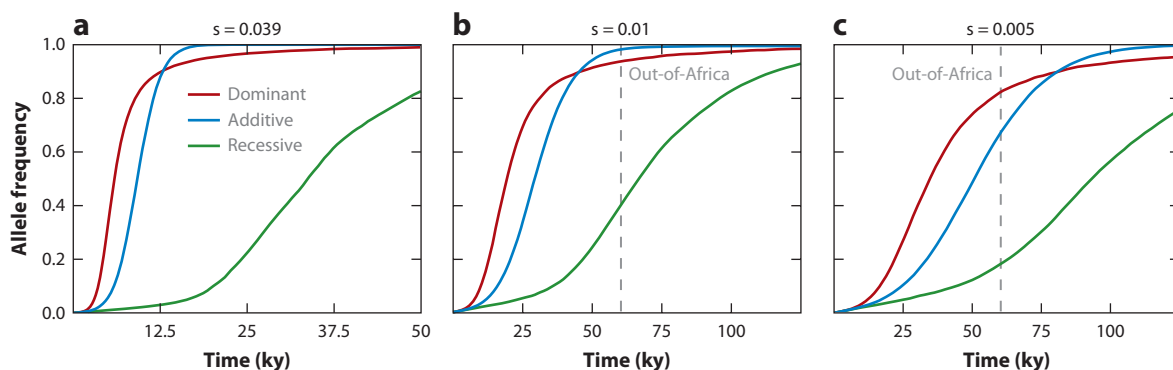 a
s = 0.039
b
s = 0.01
c
s = 0.005
Allele frequency
1.0
0.8
0.6
0.4
0.2
0.0
Dominant
Additive
Recessive
Out-of-Africa
Out-of-Africa
12.5 25 37.5 50
25 50 75 100
25 50 75 100
Time (ky)
Time (ky)
Time (ky)